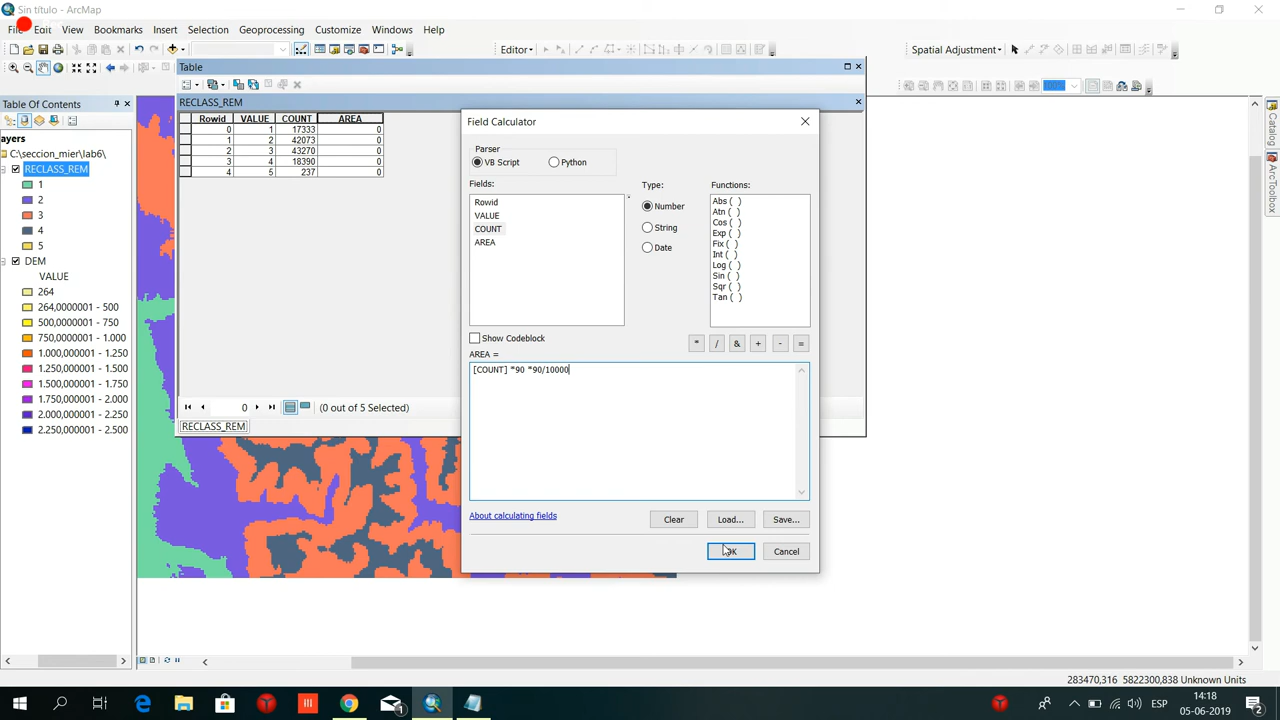 Sin título - ArcMap
File Edit View Bookmarks Insert Selection Geoprocessing Customize Windows Help
Editor
Spatial Adjustment
100%
Table Of Contents
ayers
C:\seccion_mier\lab6\
RECLASS_REM
1
2
3
4
5
DEM
VALUE
264
264,0000001 - 500
500,0000001 - 750
750,0000001 - 1.000
1.000,000001 - 1.250
1.250,000001 - 1.500
1.500,000001 - 1.750
1.750,000001 - 2.000
2.000,000001 - 2.250
2.250,000001 - 2.500
Table
RECLASS_REM
Rowid VALUE COUNT AREA
0 1 17333 0
1 2 42073 0
2 3 43270 0
3 4 18390 0
4 5 237 0
0
(0 out of 5 Selected)
RECLASS_REM
Field Calculator
Parser
VB Script Python
Fields:
Rowid
VALUE
COUNT
AREA
Type:
Number
String
Date
Functions:
Abs ( )
Atn ( )
Cos ( )
Exp ( )
Fix ( )
Int ( )
Log ( )
Sin ( )
Sqr ( )
Tan ( )
Show Codeblock
* / & + - =
AREA =
[COUNT] *90 *90/10000
About calculating fields
Clear Load... Save...
OK Cancel
Catalog
ArcToolbox
283470,316 5822300,838 Unknown Units
ESP
14:18
05-06-2019
1
2